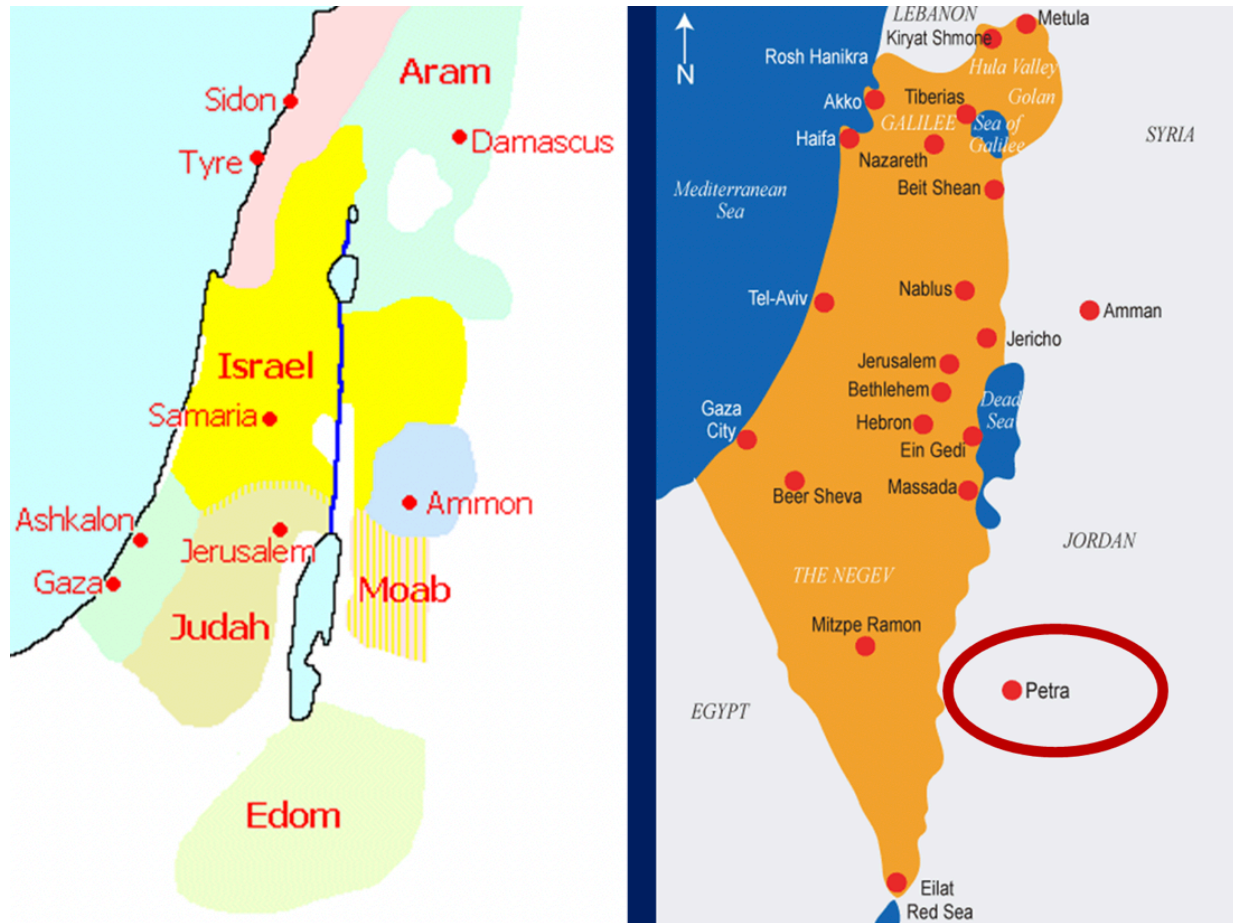 Aram
Sidon
Damascus
Tyre
Israel
Samaria
Ammon
Ashkalon
Jerusalem
Gaza
Moab
Judah
Edom
LEBANON
Metula
Kiryat Shmone
N
Rosh Hanikra
Hula Valley
Golan
Akko
Tiberias
GALILEE
Sea of
Galilee
Haifa
Nazareth
SYRIA
Mediterranean
Sea
Beit Shean
Tel-Aviv
Nablus
Amman
Jericho
Jerusalem
Bethlehem
Dead
Sea
Gaza
City
Hebron
Ein Gedi
Beer Sheva
Massada
JORDAN
THE NEGEV
Mitzpe Ramon
Petra
EGYPT
Eilat
Red Sea